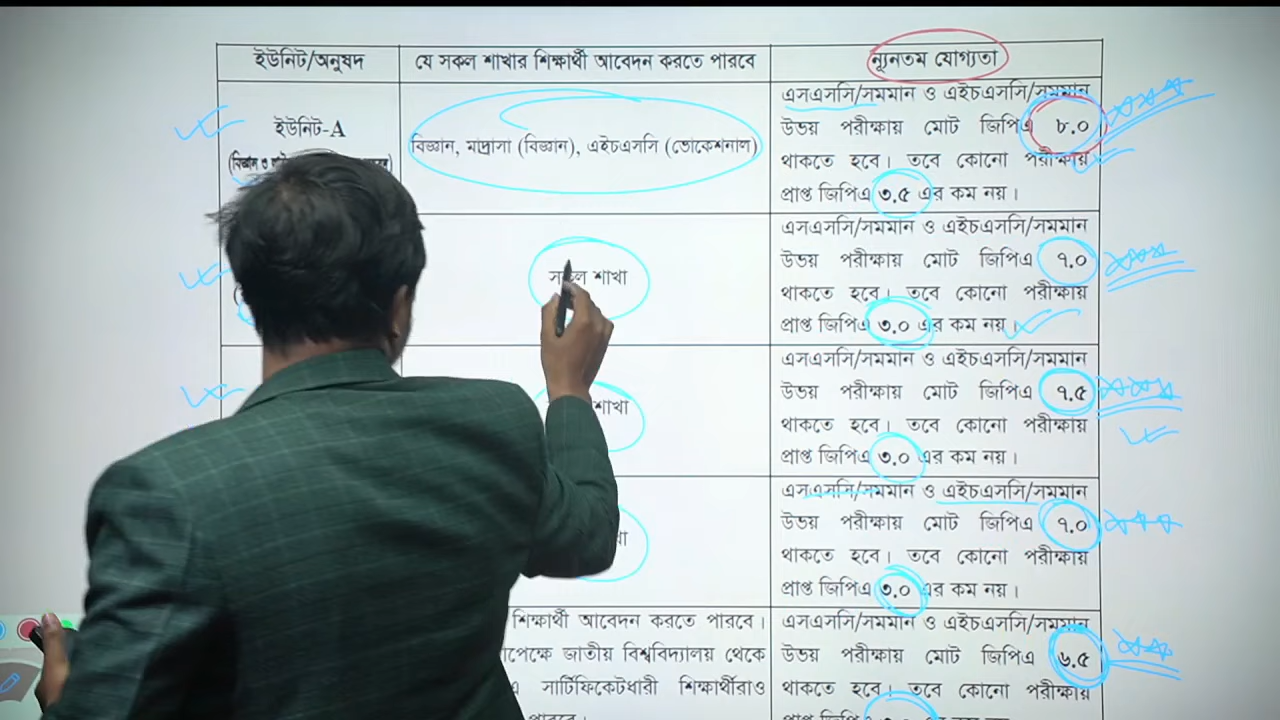 ইউনিট/অনুষদ
যে সকল শাখার শিক্ষার্থী আবেদন করতে পারবে
ন্যূনতম যোগ্যতা
ইউনিট-A
(বিজ্ঞান ও
বিজ্ঞান, মাদ্রাসা (বিজ্ঞান), এইচএসসি (ভোকেশনাল)
এসএসসি/সমমান ও এইচএসসি/সমমান
উভয় পরীক্ষায় মোট জিপিএ ৮.০
থাকতে হবে। তবে কোনো পরীক্ষায়
প্রাপ্ত জিপিএ ৩.৫ এর কম নয়।
সকল শাখা
এসএসসি/সমমান ও এইচএসসি/সমমান
উভয় পরীক্ষায় মোট জিপিএ ৭.০
থাকতে হবে। তবে কোনো পরীক্ষায়
প্রাপ্ত জিপিএ ৩.০ এর কম নয়।
শাখা
এসএসসি/সমমান ও এইচএসসি/সমমান
উভয় পরীক্ষায় মোট জিপিএ ৭.৫
থাকতে হবে। তবে কোনো পরীক্ষায়
প্রাপ্ত জিপিএ ৩.০ এর কম নয়।
এসএসসি/সমমান ও এইচএসসি/সমমান
উভয় পরীক্ষায় মোট জিপিএ ৭.০
থাকতে হবে। তবে কোনো পরীক্ষায়
প্রাপ্ত জিপিএ ৩.০ এর কম নয়।
শিক্ষার্থী আবেদন করতে পারবে।
জাতীয় বিশ্ববিদ্যালয় থেকে
সার্টিফিকেটধারী শিক্ষার্থীরাও
পারবে।
এসএসসি/সমমান ও এইচএসসি/সমমান
উভয় পরীক্ষায় মোট জিপিএ ৬.৫
থাকতে হবে। তবে কোনো পরীক্ষায়